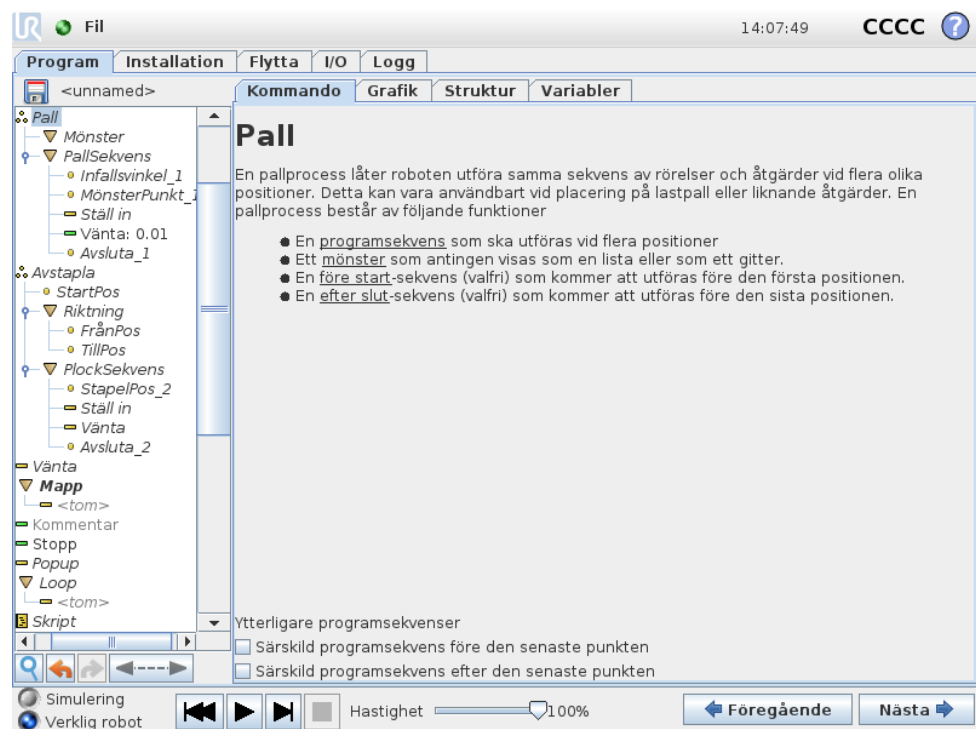 UR Fil 14:07:49 CCCC ?
Program Installation Flytta I/O Logg
<unnamed>
Kommando Grafik Struktur Variabler
Pall
Mönster
PallSekvens
Infallsvinkel_1
MönsterPunkt_1
Ställ in
Vänta: 0.01
Avsluta_1
Avstapla
StartPos
Riktning
FrånPos
TillPos
PlockSekvens
StapelPos_2
Ställ in
Vänta
Avsluta_2
Vänta
Mapp
<tom>
Kommentar
Stopp
Popup
Loop
<tom>
Skript
Pall
En pallprocess låter roboten utföra samma sekvens av rörelser och åtgärder vid flera olika
positioner. Detta kan vara användbart vid placering på lastpall eller liknande åtgärder. En
pallprocess består av följande funktioner
En programsekvens som ska utföras vid flera positioner
Ett mönster som antingen visas som en lista eller som ett gitter.
En före start-sekvens (valfri) som kommer att utföras före den första positionen.
En efter slut-sekvens (valfri) som kommer att utföras före den sista positionen.
Ytterligare programsekvenser
Särskild programsekvens före den senaste punkten
Särskild programsekvens efter den senaste punkten
Simulering
Verklig robot
Hastighet 100%
Föregående
Nästa